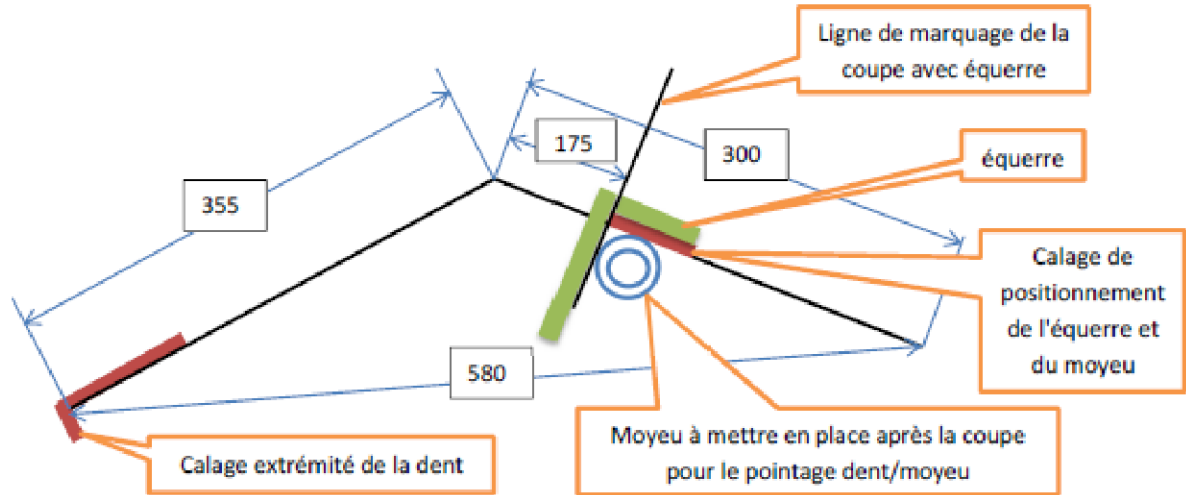 Ligne de marquage de la
coupe avec équerre
175
300
équerre
355
Calage de
positionnement
de l'équerre et
du moyeu
580
Moyeu à mettre en place après la coupe
pour le pointage dent/moyeu
Calage extrémité de la dent